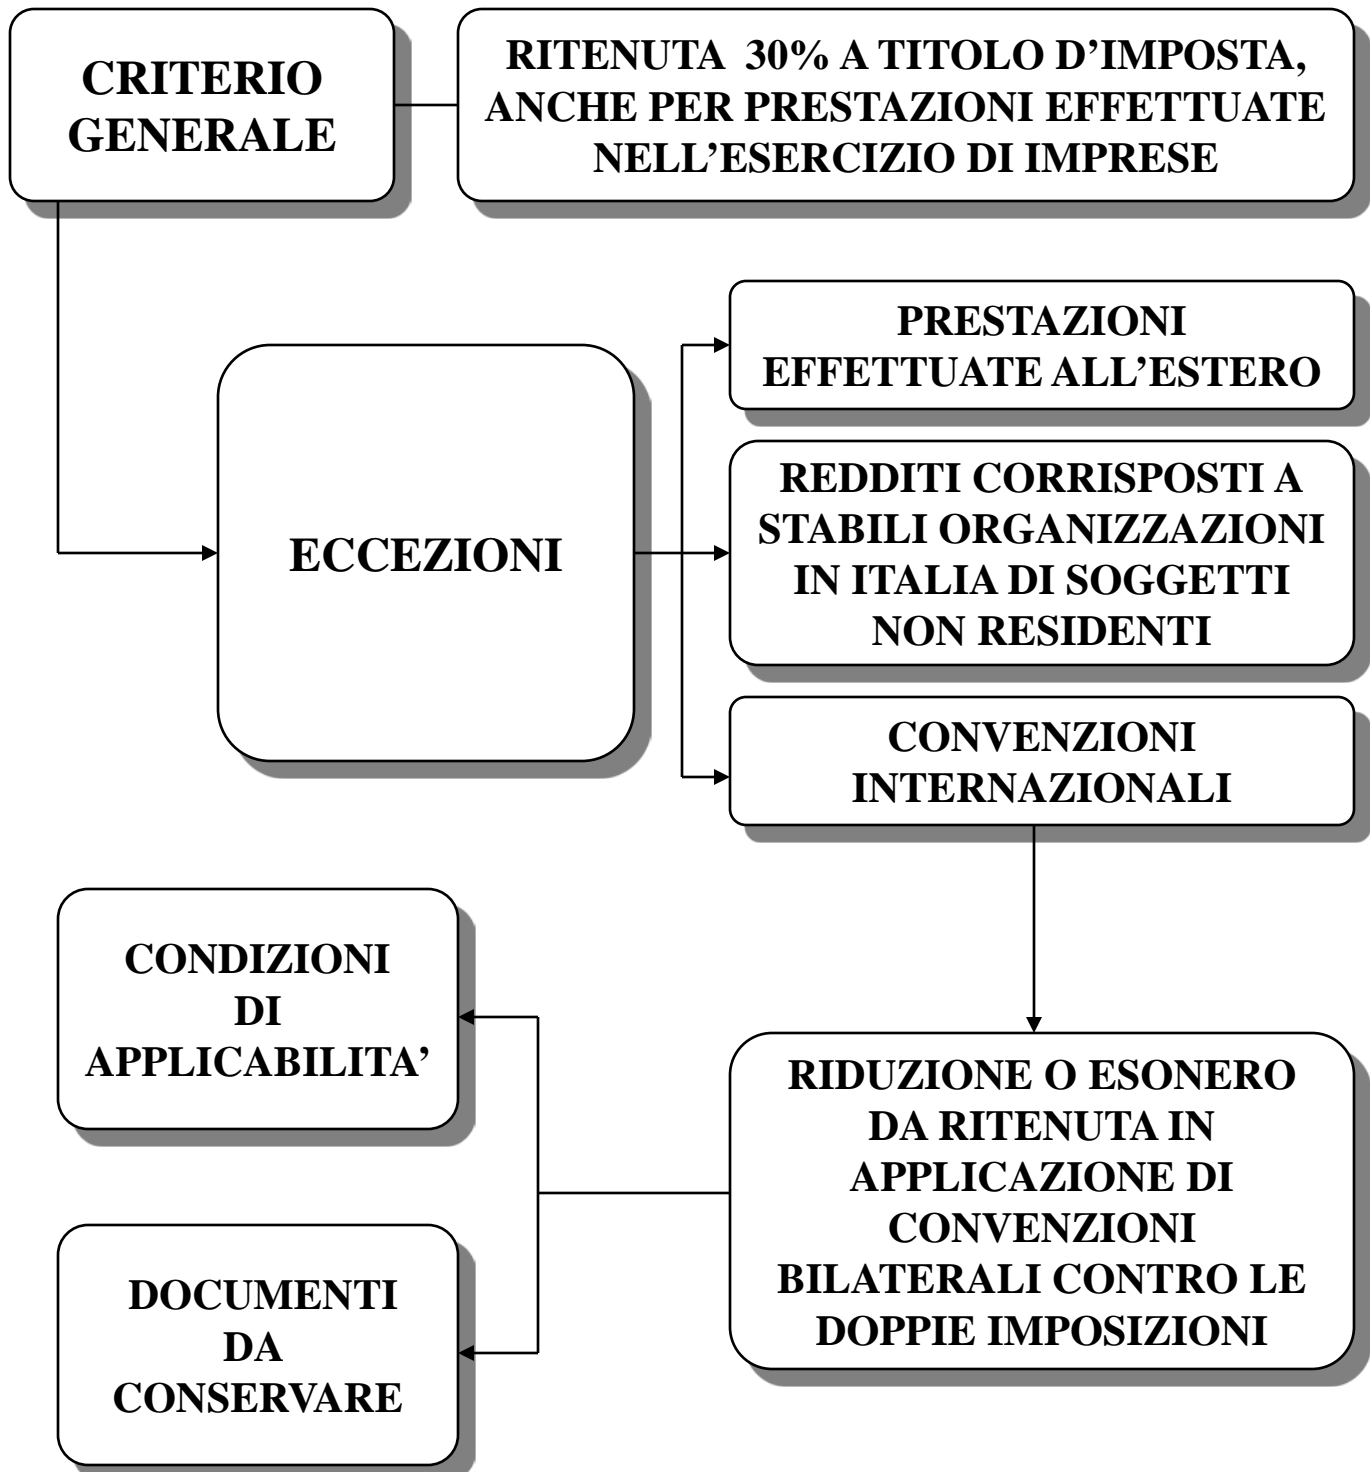 CRITERIO
GENERALE
RITENUTA 30% A TITOLO D’IMPOSTA,
ANCHE PER PRESTAZIONI EFFETTUATE
NELL’ESERCIZIO DI IMPRESE
PRESTAZIONI
EFFETTUATE ALL’ESTERO
ECCEZIONI
REDDITI CORRISPOSTI A
STABILI ORGANIZZAZIONI
IN ITALIA DI SOGGETTI
NON RESIDENTI
CONVENZIONI
INTERNAZIONALI
CONDIZIONI
DI
APPLICABILITA’
RIDUZIONE O ESONERO
DA RITENUTA IN
APPLICAZIONE DI
CONVENZIONI
BILATERALI CONTRO LE
DOPPIE IMPOSIZIONI
DOCUMENTI
DA
CONSERVARE